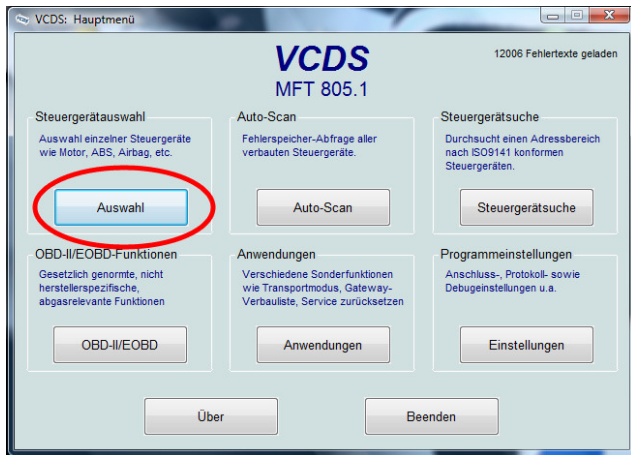 VCDS: Hauptmenü
VCDS
MFT 805.1
12006 Fehlertexte geladen
Steuergerätauswahl
Auswahl einzelner Steuergeräte
wie Motor, ABS, Airbag, etc.
Auswahl
Auto-Scan
Fehlerspeicher-Abfrage aller
verbauten Steuergeräte.
Auto-Scan
Steuergerätsuche
Durchsucht einen Adressbereich
nach ISO9141 konformen
Steuergeräten.
Steuergerätsuche
OBD-II/EOBD-Funktionen
Gesetzlich genormte, nicht
herstellerspezifische,
abgasrelevante Funktionen
OBD-II/EOBD
Anwendungen
Verschiedene Sonderfunktionen
wie Transportmodus, Gateway-
Verbauliste, Service zurücksetzen
Anwendungen
Programmeinstellungen
Anschluss-, Protokoll- sowie
Debugeinstellungen u.a.
Einstellungen
Über
Beenden